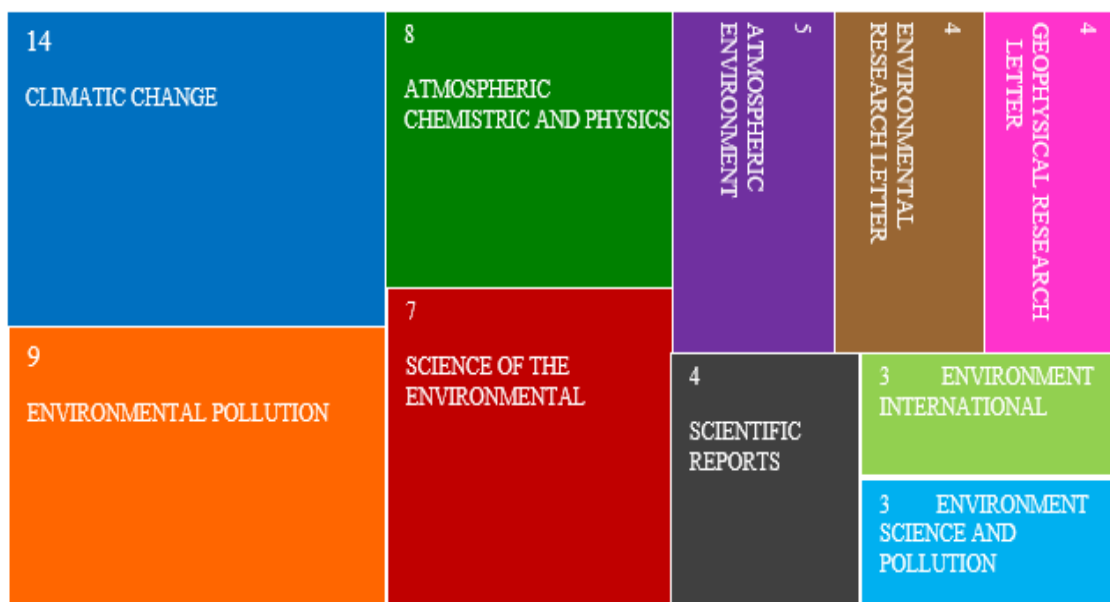 14
CLIMATIC CHANGE
8
ATMOSPHERIC
CHEMISTRIC AND PHYSICS
5
ATMOSPHERIC
ENVIRONMENT
4
ENVIRONMENTAL
RESEARCH LETTER
4
GEOPHYSICAL RESEARCH
LETTER
9
ENVIRONMENTAL POLLUTION
7
SCIENCE OF THE
ENVIRONMENTAL
4
SCIENTIFIC
REPORTS
3 ENVIRONMENT
INTERNATIONAL
3 ENVIRONMENT
SCIENCE AND
POLLUTION